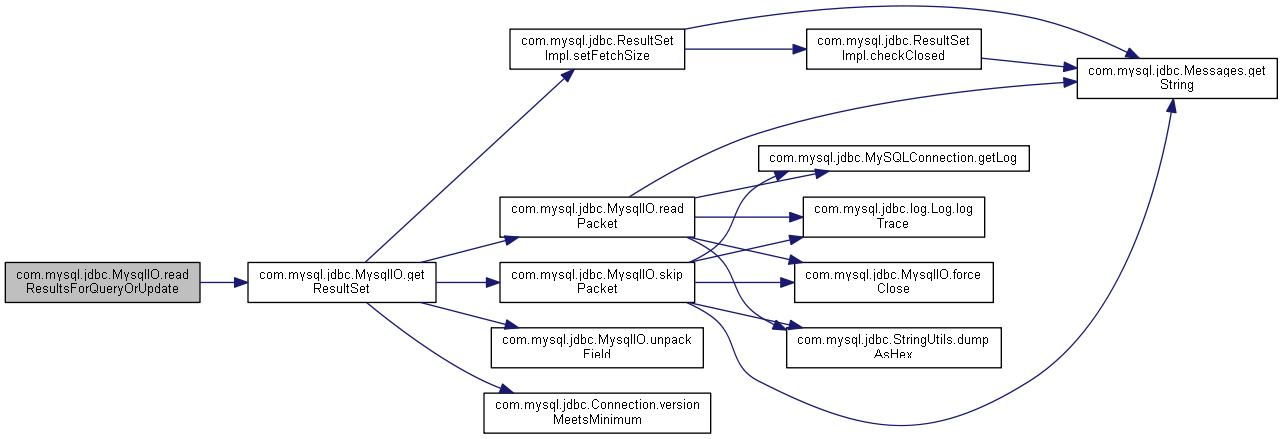 com.mysql.jdbc.ResultSet
Impl.setFetchSize
com.mysql.jdbc.ResultSet
Impl.checkClosed
com.mysql.jdbc.Messages.get
String
com.mysql.jdbc.MySQLConnection.getLog
com.mysql.jdbc.MysqlIO.read
Packet
com.mysql.jdbc.log.Log.log
Trace
com.mysql.jdbc.MysqlIO.read
ResultsForQueryOrUpdate
com.mysql.jdbc.MysqlIO.get
ResultSet
com.mysql.jdbc.MysqlIO.skip
Packet
com.mysql.jdbc.MysqlIO.force
Close
com.mysql.jdbc.MysqlIO.unpack
Field
com.mysql.jdbc.StringUtils.dump
AsHex
com.mysql.jdbc.Connection.version
MeetsMinimum